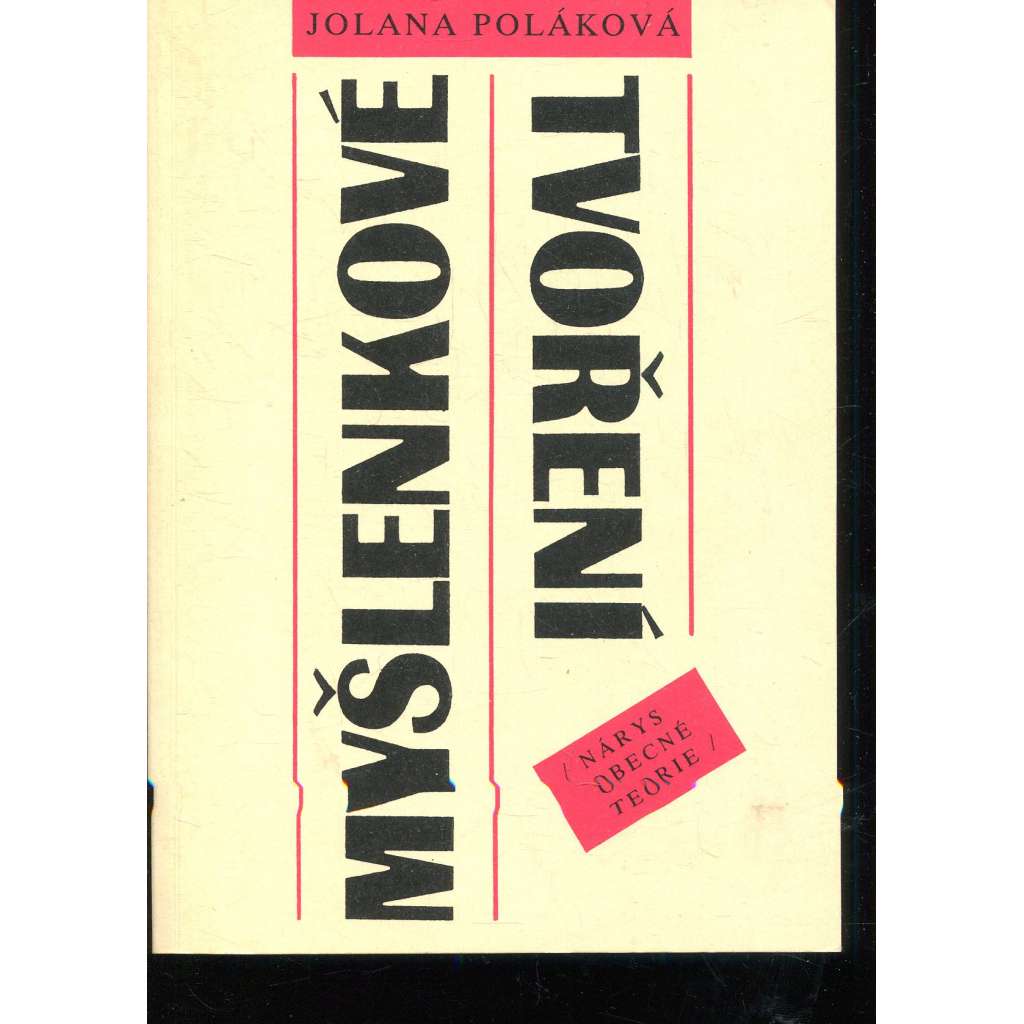 JOLANA POLÁKOVÁ
MYŠLENKOVÉ
TVOŘENÍ
/ NÁRYS
OBECNÉ
TEORIE /